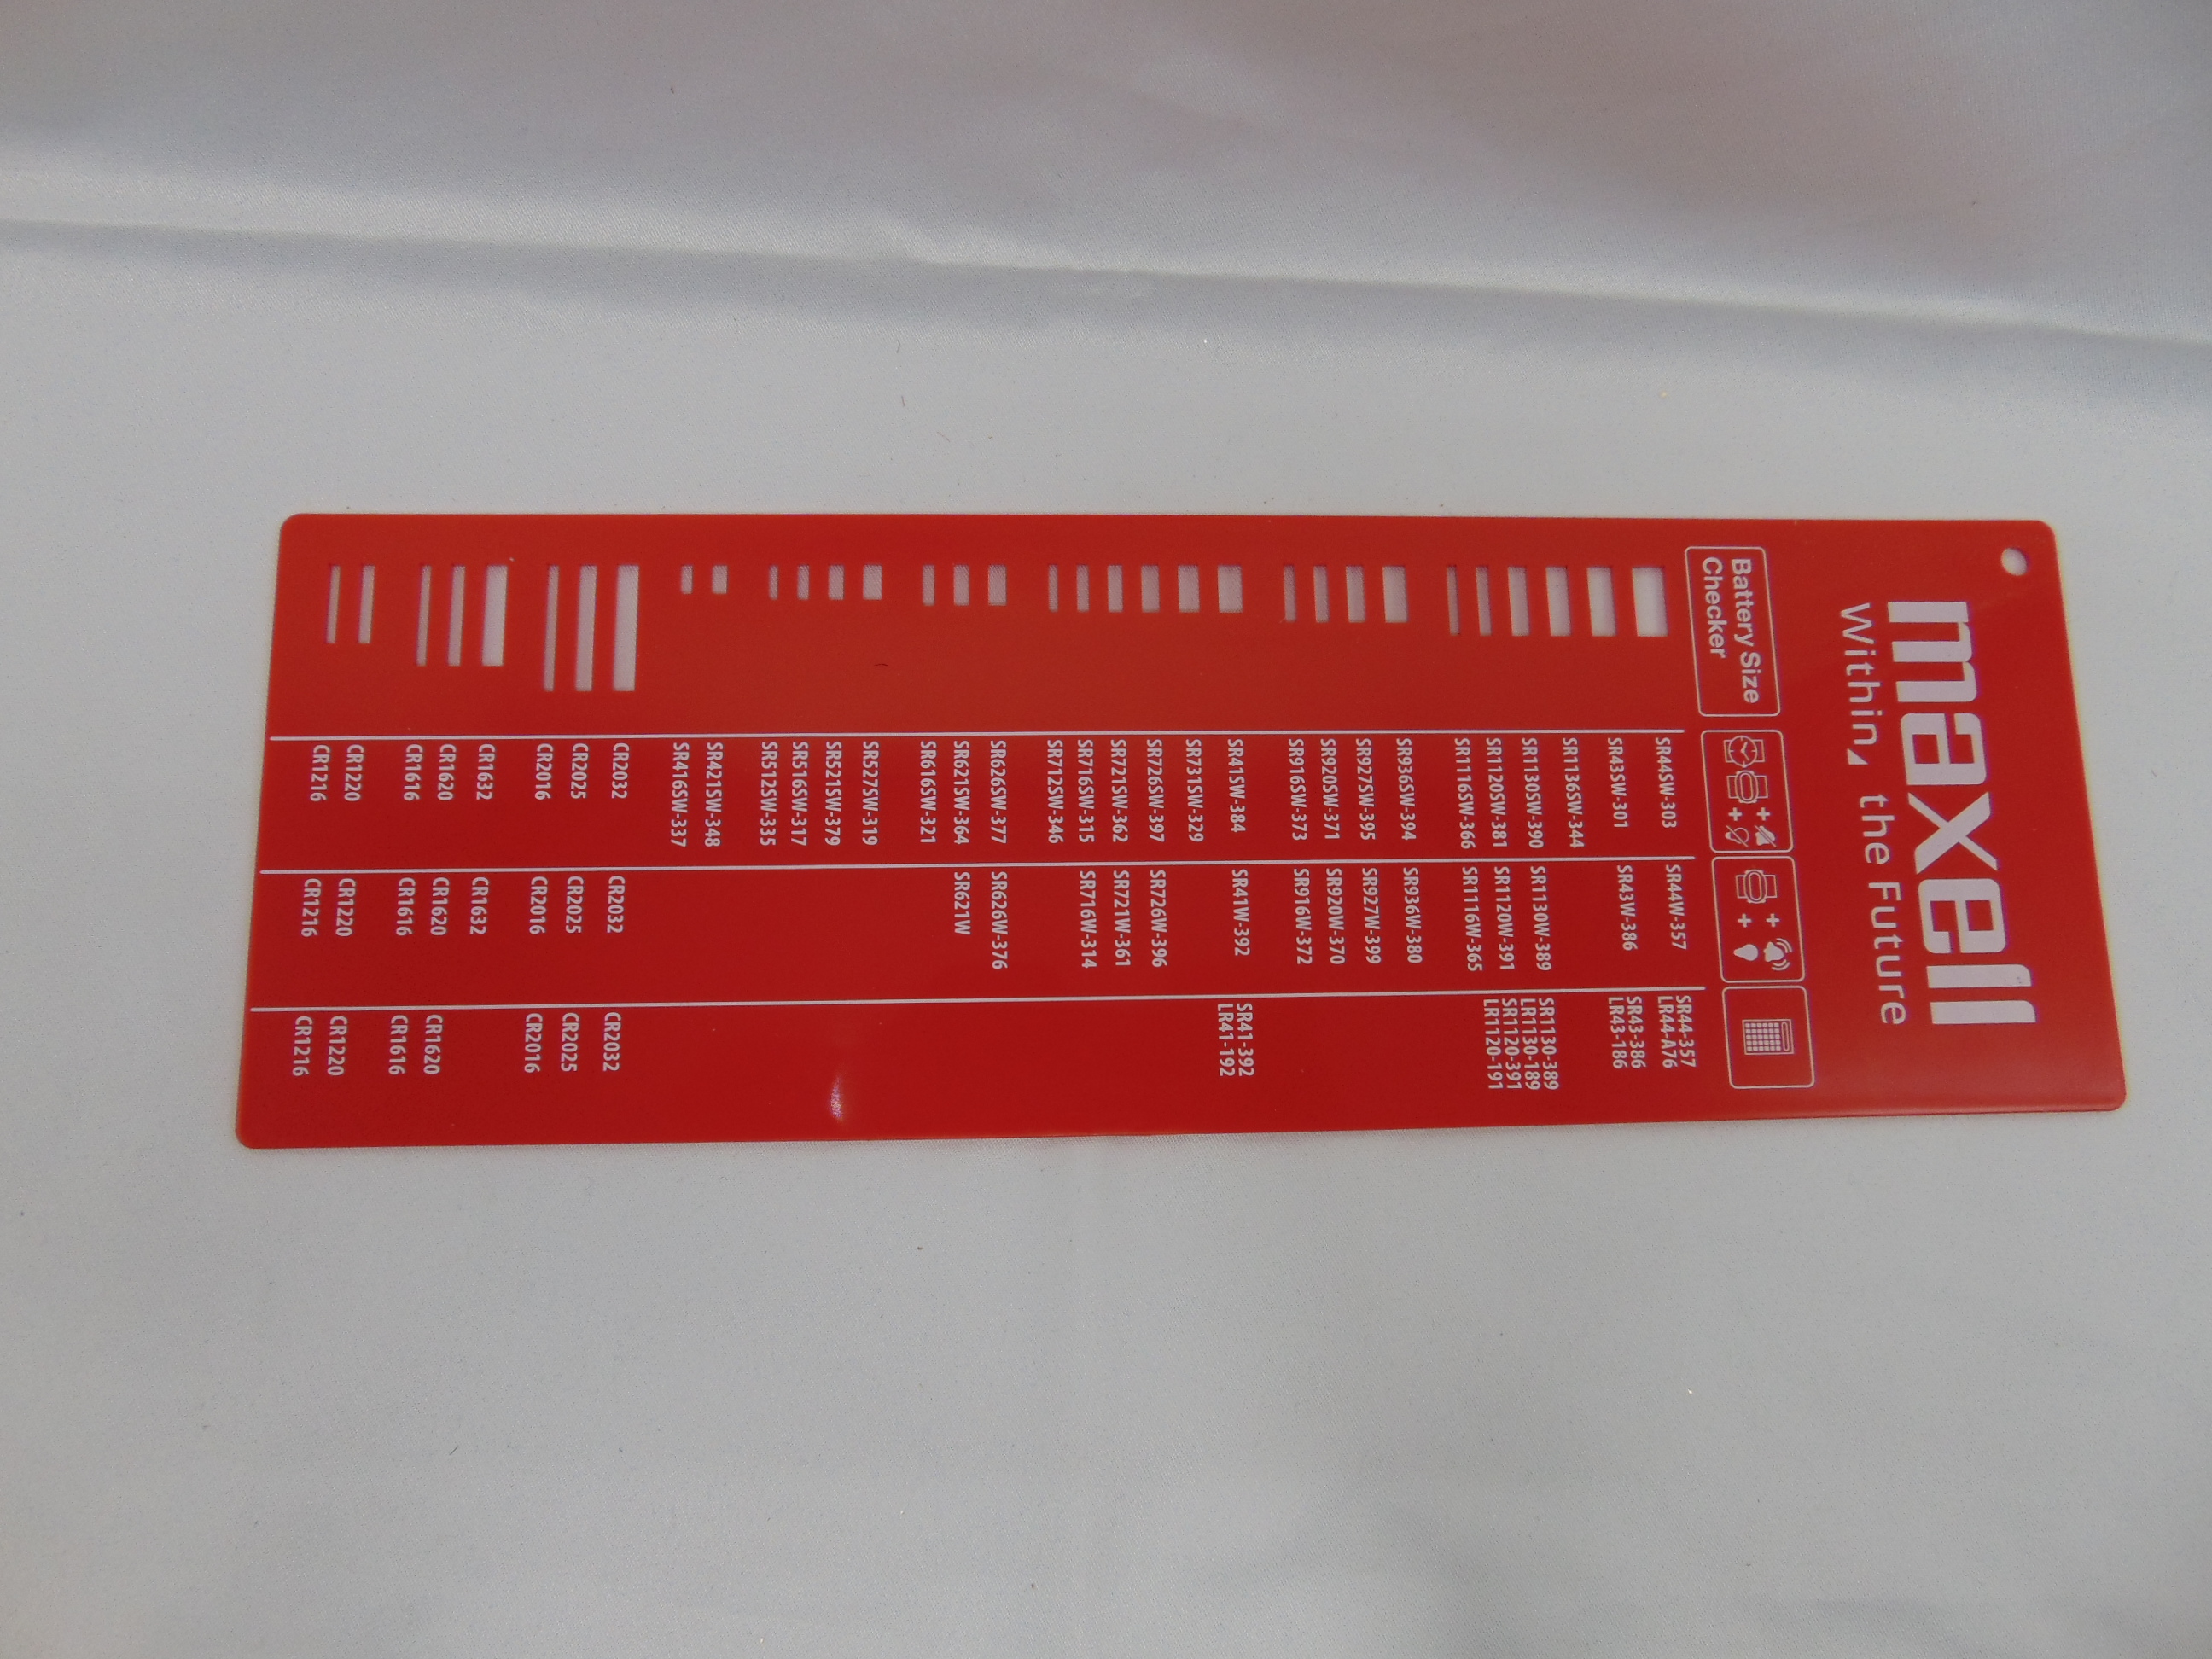 maxell
Within, the Future
Battery Size
Checker
SR44SW-303 SR44W-357 SR44-357
LR44-A76
SR43SW-301 SR43W-386 SR43-386
LR43-186
SR1136SW-344
SR1130SW-390 SR1130W-389 SR1130-389
LR1130-189
SR1120SW-381 SR1120W-391 SR1120-391
LR1120-191
SR1116SW-366 SR1116W-365
SR936SW-394 SR936W-380
SR927SW-395 SR927W-399
SR920SW-371 SR920W-370
SR916SW-373 SR916W-372
SR41SW-384 SR41W-392 SR41-392
LR41-192
SR731SW-329
SR726SW-397 SR726W-396
SR721SW-362 SR721W-361
SR716SW-315 SR716W-314
SR712SW-346
SR626SW-377 SR626W-376
SR621SW-364 SR621W
SR616SW-321
SR527SW-319
SR521SW-379
SR516SW-317
SR512SW-335
SR421SW-348
SR416SW-337
CR2032 CR2032 CR2032
CR2025 CR2025 CR2025
CR2016 CR2016 CR2016
CR1632 CR1632
CR1620 CR1620 CR1620
CR1616 CR1616 CR1616
CR1220 CR1220 CR1220
CR1216 CR1216 CR1216